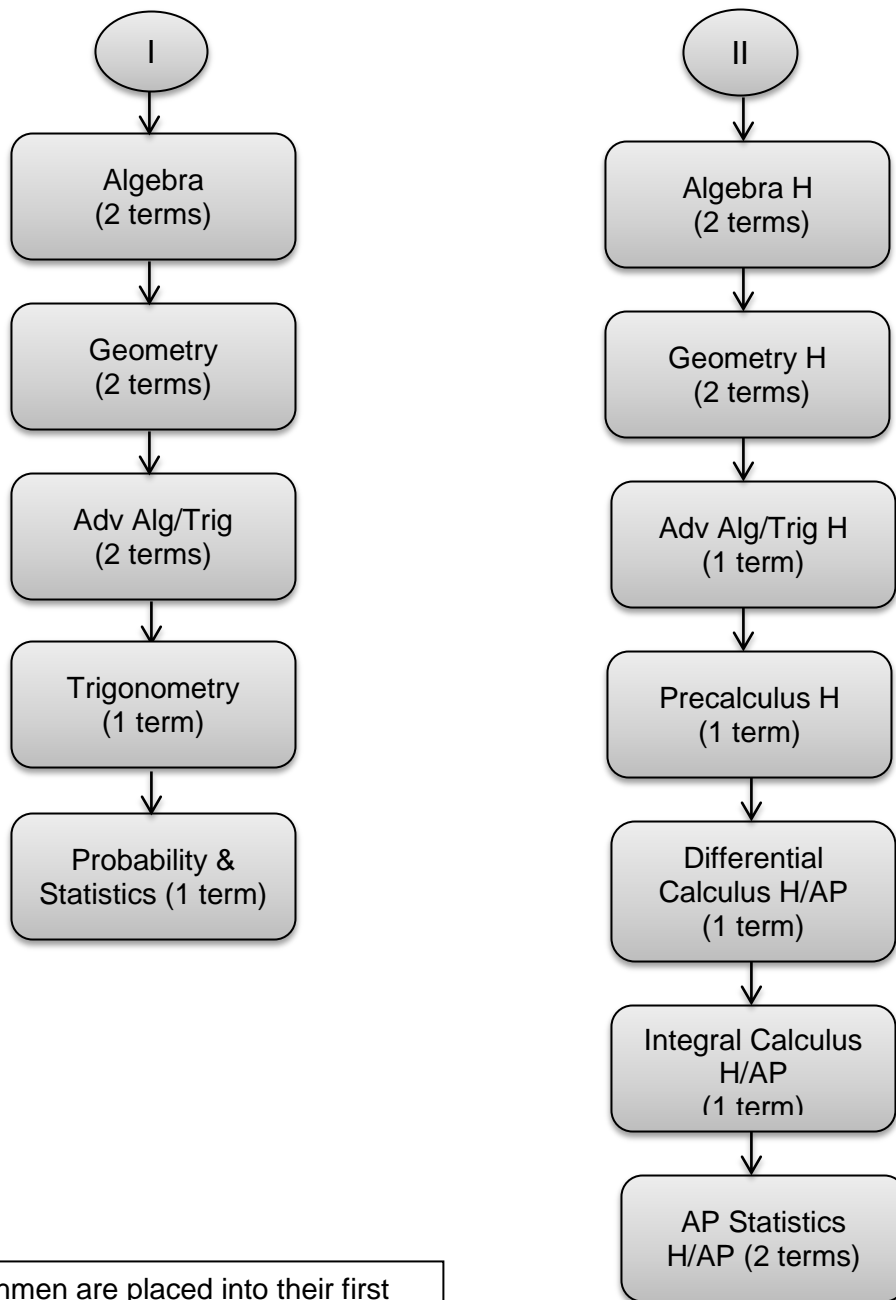 I
Algebra
(2 terms)
Geometry
(2 terms)
Adv Alg/Trig
(2 terms)
Trigonometry
(1 term)
Probability &
Statistics (1 term)
II
Algebra H
(2 terms)
Geometry H
(2 terms)
Adv Alg/Trig H
(1 term)
Precalculus H
(1 term)
Differential
Calculus H/AP
(1 term)
Integral Calculus
H/AP
(1 term)
AP Statistics
H/AP (2 terms)
are placed into their first